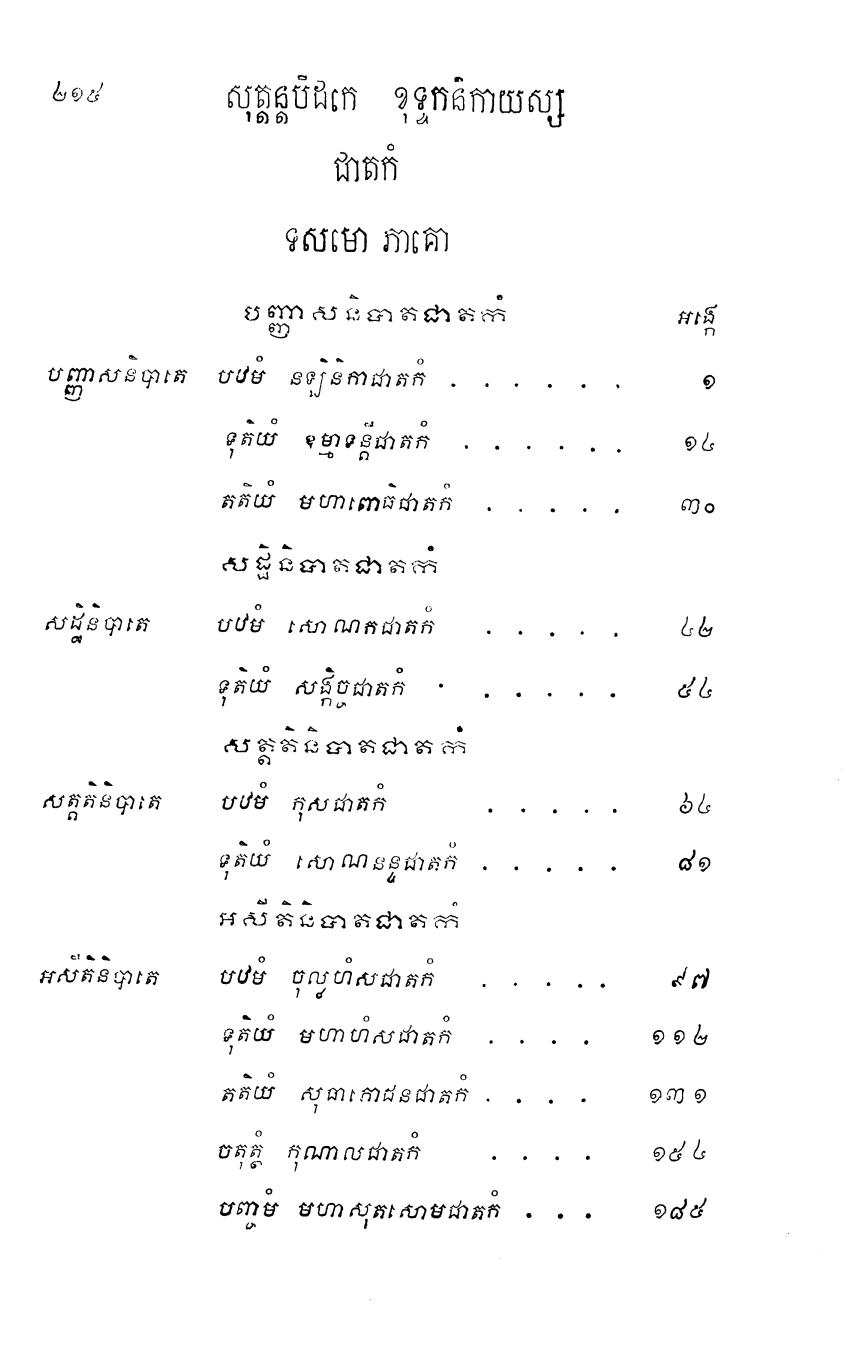 ២១៥ សុត្តន្តបិដកេ ខុទ្ទកនិកាយស្ស
ជាតកំ
ទសមោ ភាគោ
បញ្ញាសនិបាតជាតកំ អង្កេ
បញ្ញាសនិបាតេ បឋមំ នឡិនិកាជាតកំ . . . . . . ១
ទុតិយំ ឧម្មាទន្តីជាតកំ . . . . . . ១៤
តតិយំ មហាពោធិជាតកំ . . . . . ៣០
សដ្ឋិនិបាតជាតកំ
សដ្ឋិនិបាតេ បឋមំ សោណកជាតកំ . . . . . ៤២
ទុតិយំ សង្កិច្ចជាតកំ . . . . . . ៥៤
សត្តតិនិបាតជាតកំ
សត្តតិនិបាតេ បឋមំ កុសជាតកំ . . . . . ៦៤
ទុតិយំ សោណនន្ទជាតកំ . . . . . ៨១
អសីតិនិបាតជាតកំ
អសីតិនិបាតេ បឋមំ ចុល្លហំសជាតកំ . . . . . ៩៧
ទុតិយំ មហាហំសជាតកំ . . . . ១១២
តតិយំ សុធាភោជនជាតកំ . . . . ១៣១
ចតុត្ថំ កុណាលជាតកំ . . . . ១៥៤
បញ្ចមំ មហាសុតសោមជាតកំ . . . ១៨៥